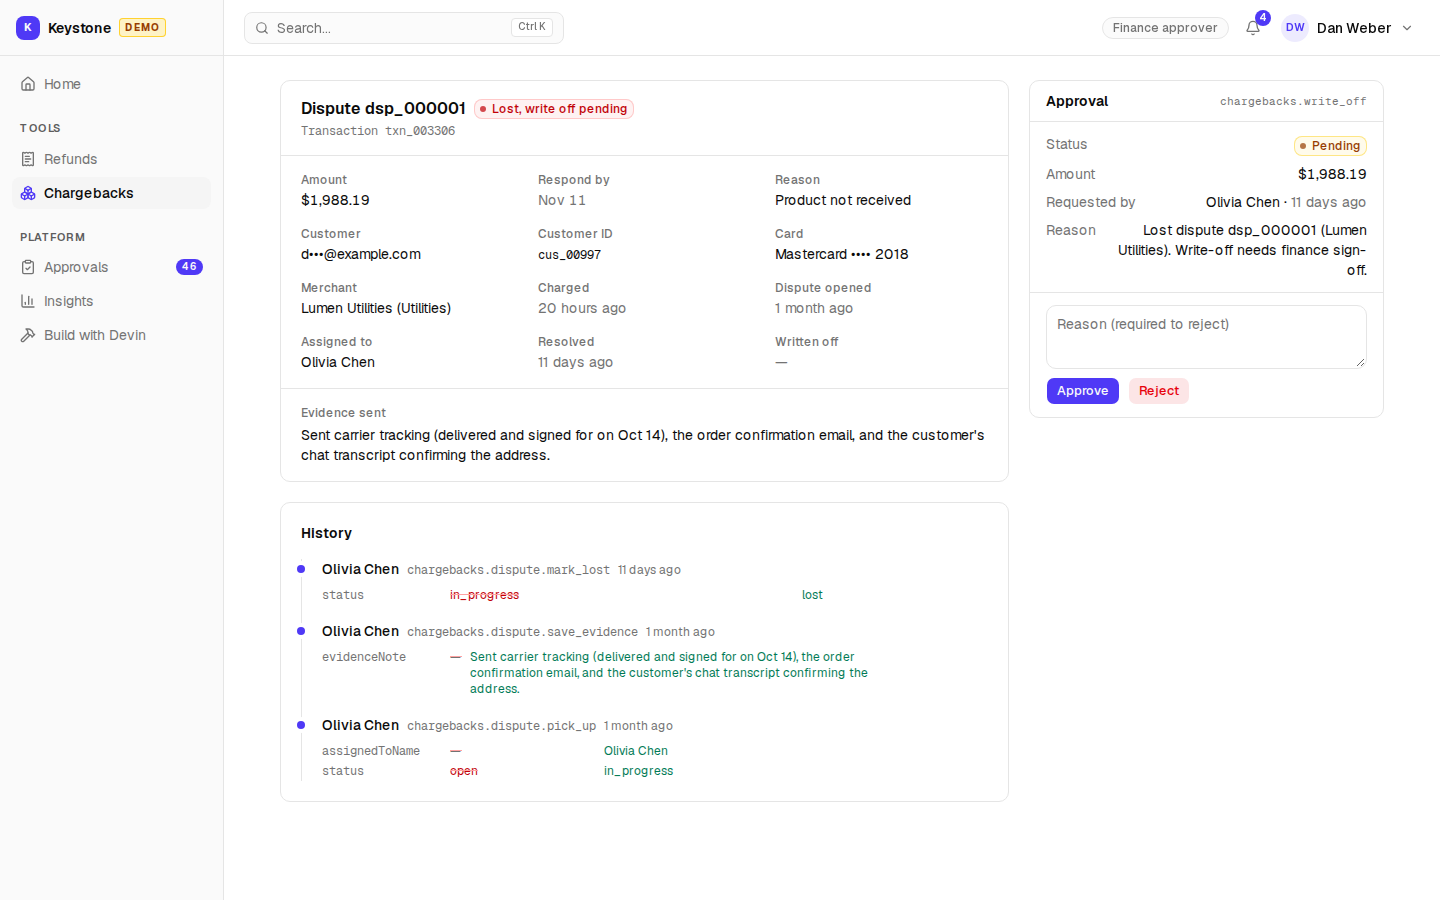 K Keystone DEMO
Search... Ctrl K
Finance approver
4
DW Dan Weber
Home
TOOLS
Refunds
Chargebacks
PLATFORM
Approvals 46
Insights
Build with Devin
Dispute dsp_000001 Lost, write off pending
Transaction txn_003306
Amount Respond by Reason
$1,988.19 Nov 11 Product not received
Customer Customer ID Card
d•••@example.com cus_00997 Mastercard •••• 2018
Merchant Charged Dispute opened
Lumen Utilities (Utilities) 20 hours ago 1 month ago
Assigned to Resolved Written off
Olivia Chen 11 days ago —
Evidence sent
Sent carrier tracking (delivered and signed for on Oct 14), the order confirmation email, and the customer's
chat transcript confirming the address.
History
Olivia Chen chargebacks.dispute.mark_lost 11 days ago
status in_progress lost
Olivia Chen chargebacks.dispute.save_evidence 1 month ago
evidenceNote — Sent carrier tracking (delivered and signed for on Oct 14), the order
confirmation email, and the customer's chat transcript confirming the
address.
Olivia Chen chargebacks.dispute.pick_up 1 month ago
assignedToName — Olivia Chen
status open in_progress
Approval chargebacks.write_off
Status Pending
Amount $1,988.19
Requested by Olivia Chen · 11 days ago
Reason Lost dispute dsp_000001 (Lumen
Utilities). Write-off needs finance sign-
off.
Reason (required to reject)
Approve Reject